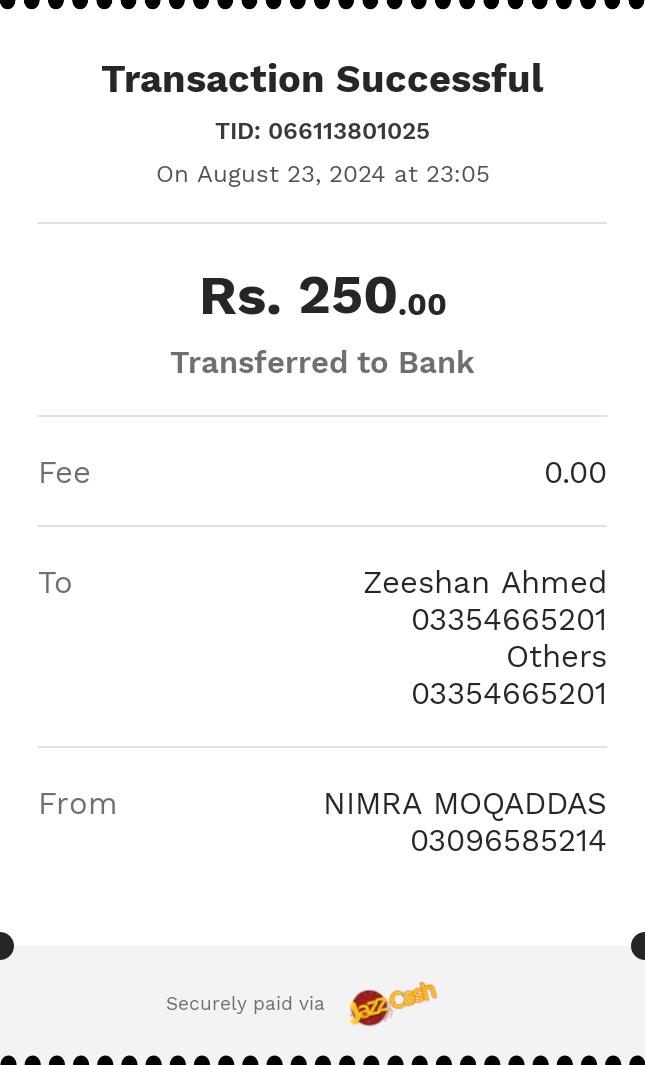 Transaction Successful
TID: 066113801025
On August 23, 2024 at 23:05
Rs. 250.00
Transferred to Bank
Fee 0.00
To Zeeshan Ahmed
03354665201
Others
03354665201
From NIMRA MOQADDAS
03096585214
Securely paid via JazzCash